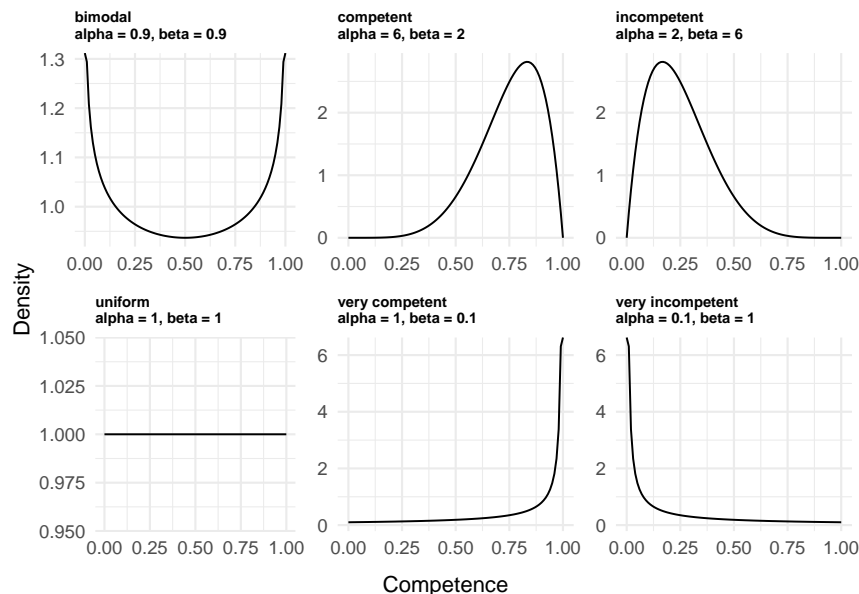 bimodal
alpha = 0.9, beta = 0.9
competent
alpha = 6, beta = 2
incompetent
alpha = 2, beta = 6
1.3
1.2
1.1
1.0
0.00 0.25 0.50 0.75 1.00
2
1
0
0.00 0.25 0.50 0.75 1.00
2
1
0
0.00 0.25 0.50 0.75 1.00
Density
uniform
alpha = 1, beta = 1
very competent
alpha = 1, beta = 0.1
very incompetent
alpha = 0.1, beta = 1
1.050
1.025
1.000
0.975
0.950
0.00 0.25 0.50 0.75 1.00
6
4
2
0
0.00 0.25 0.50 0.75 1.00
6
4
2
0
0.00 0.25 0.50 0.75 1.00
Competence